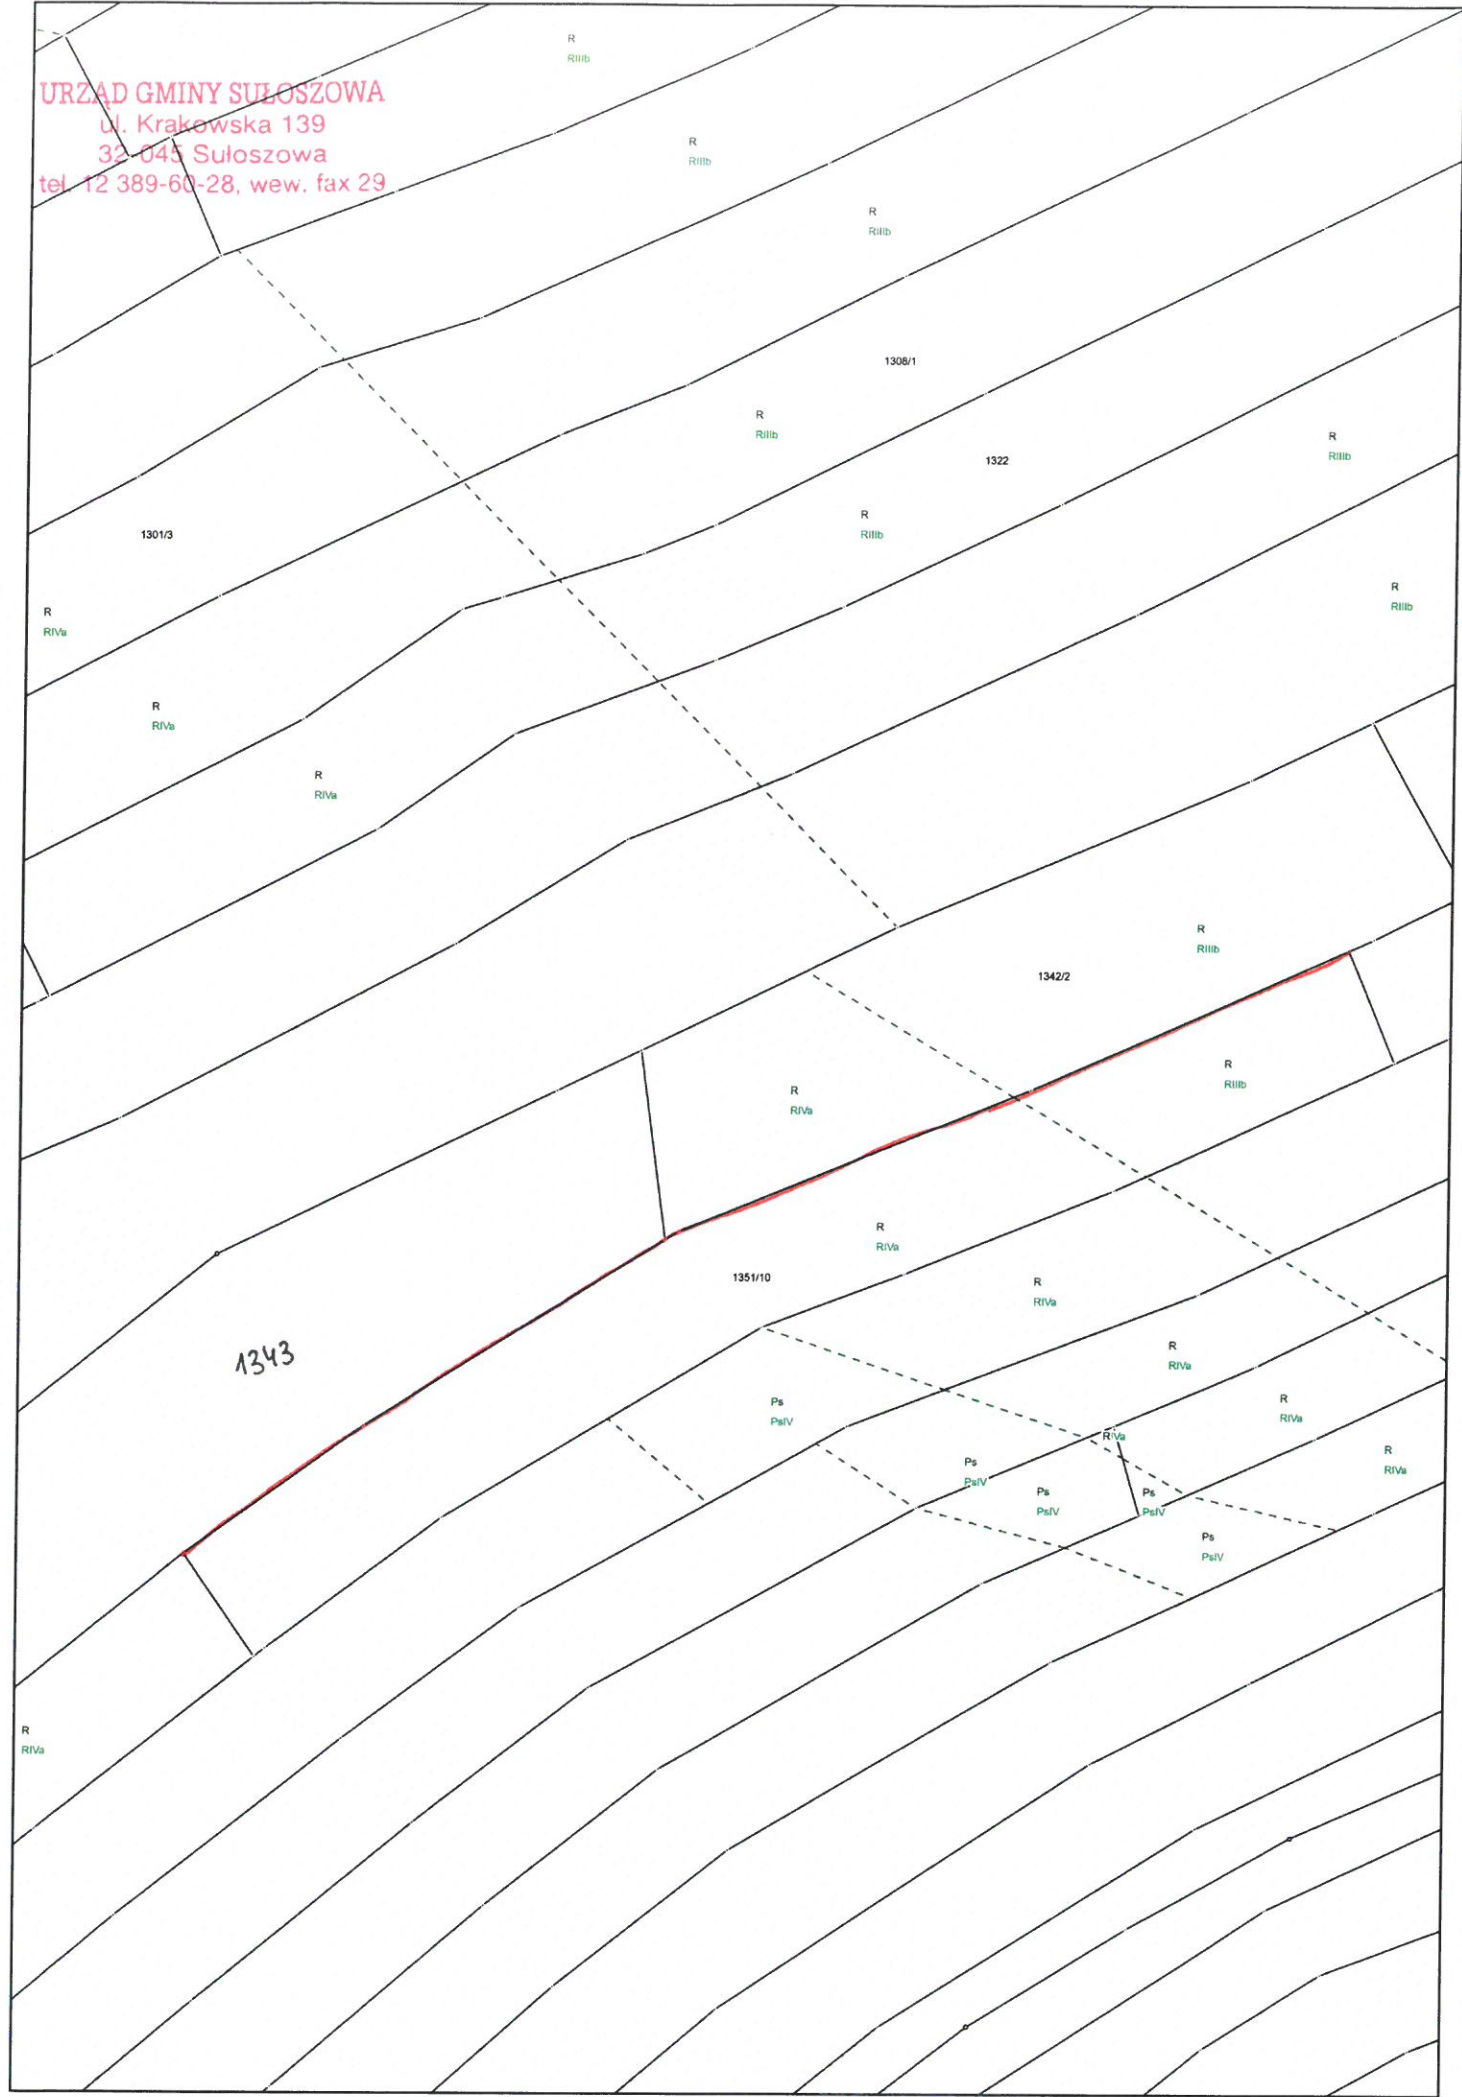 R
RIIIb
URZĄD GMINY SUŁOSZOWA
ul. Krakowska 139
32-045 Sułoszowa
tel. 12 389-60-28, wew. fax 29
R
RIIIb
R
RIIIb
1308/1
R
RIIIb
R
RIIIb
1322
R
RIIIb
1301/3
R
RIIIb
R
RIVa
R
RIVa
R
RIVa
R
RIIIb
1342/2
R
RIIIb
R
RIVa
R
RIVa
1351/10
R
RIVa
1343
R
RIVa
Ps
PsIV
R
RIVa
R RIVa
R
RIVa
Ps
PsIV
Ps
PsIV
Ps
PsIV
Ps
PsIV
R
RIVa